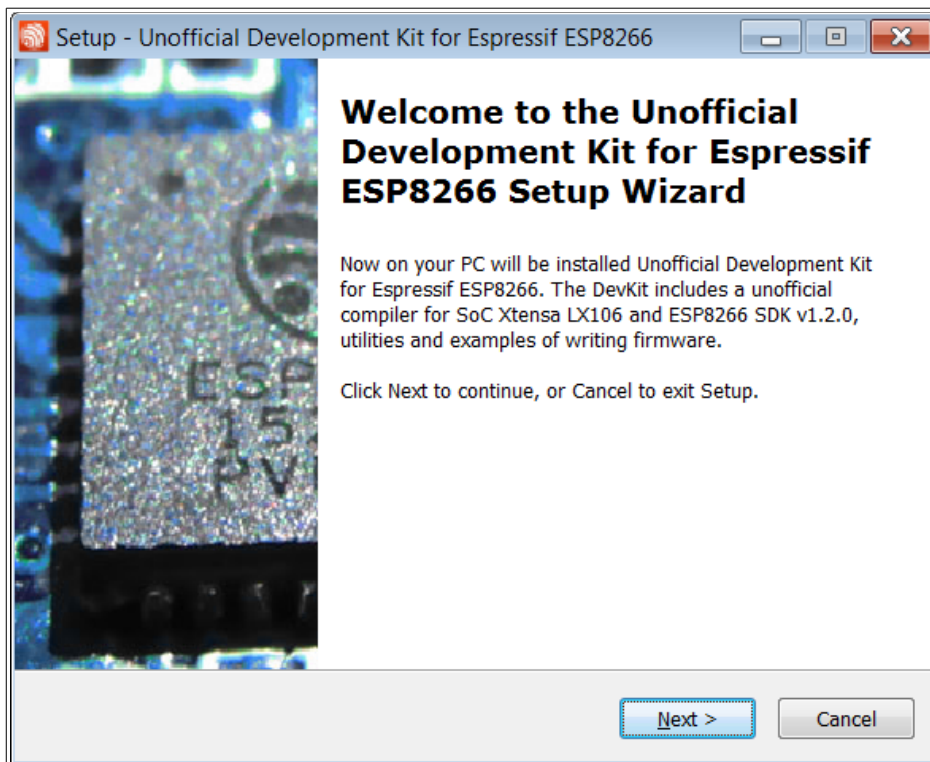 Setup - Unofficial Development Kit for Espressif ESP8266
Welcome to the Unofficial
Development Kit for Espressif
ESP8266 Setup Wizard
Now on your PC will be installed Unofficial Development Kit
for Espressif ESP8266. The DevKit includes a unofficial
compiler for SoC Xtensa LX106 and ESP8266 SDK v1.2.0,
utilities and examples of writing firmware.
Click Next to continue, or Cancel to exit Setup.
ESP
15
PV
Next >
Cancel